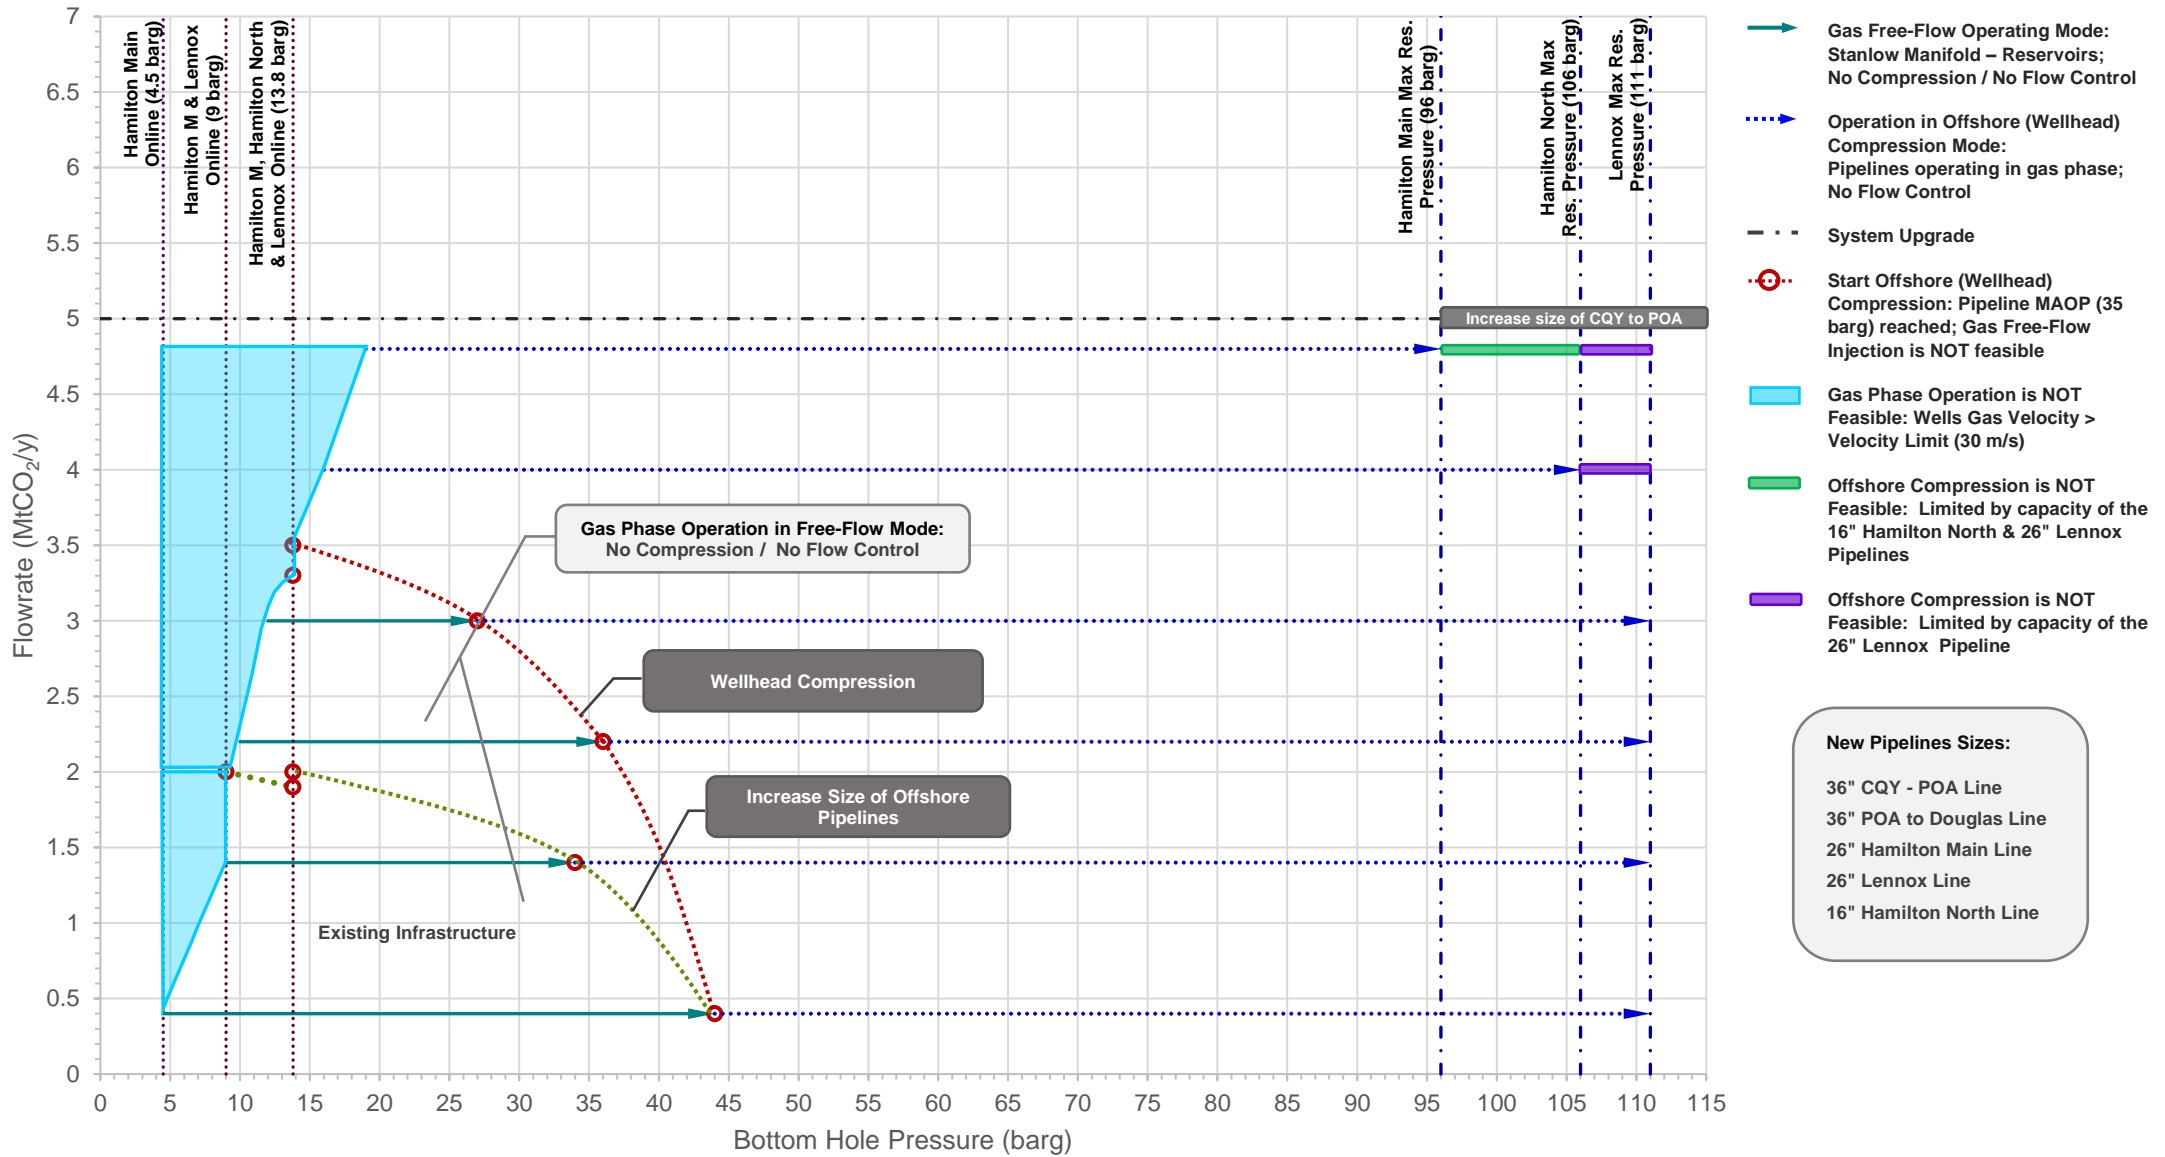 7
6.5
6
5.5
5
4.5
4
3.5
3
2.5
2
1.5
1
0.5
0
Flowrate (MtCO₂/y)
0 5 10 15 20 25 30 35 40 45 50 55 60 65 70 75 80 85 90 95 100 105 110 115
Bottom Hole Pressure (barg)
Hamilton Main
Online (4.5 barg)
Hamilton M & Lennox
Online (9 barg)
Hamilton M, Hamilton North
& Lennox Online (13.8 barg)
Hamilton Main Max Res.
Pressure (96 barg)
Hamilton North Max
Res. Pressure (106 barg)
Lennox Max Res.
Pressure (111 barg)
Increase size of CQY to POA
Gas Phase Operation in Free-Flow Mode:
No Compression / No Flow Control
Wellhead Compression
Increase Size of Offshore
Pipelines
Existing Infrastructure
Gas Free-Flow Operating Mode:
Stanlow Manifold – Reservoirs;
No Compression / No Flow Control
Operation in Offshore (Wellhead)
Compression Mode:
Pipelines operating in gas phase;
No Flow Control
System Upgrade
Start Offshore (Wellhead)
Compression: Pipeline MAOP (35
barg) reached; Gas Free-Flow
Injection is NOT feasible
Gas Phase Operation is NOT
Feasible: Wells Gas Velocity >
Velocity Limit (30 m/s)
Offshore Compression is NOT
Feasible: Limited by capacity of the
16" Hamilton North & 26" Lennox
Pipelines
Offshore Compression is NOT
Feasible: Limited by capacity of the
26" Lennox Pipeline
New Pipelines Sizes:
36" CQY - POA Line
36" POA to Douglas Line
26" Hamilton Main Line
26" Lennox Line
16" Hamilton North Line